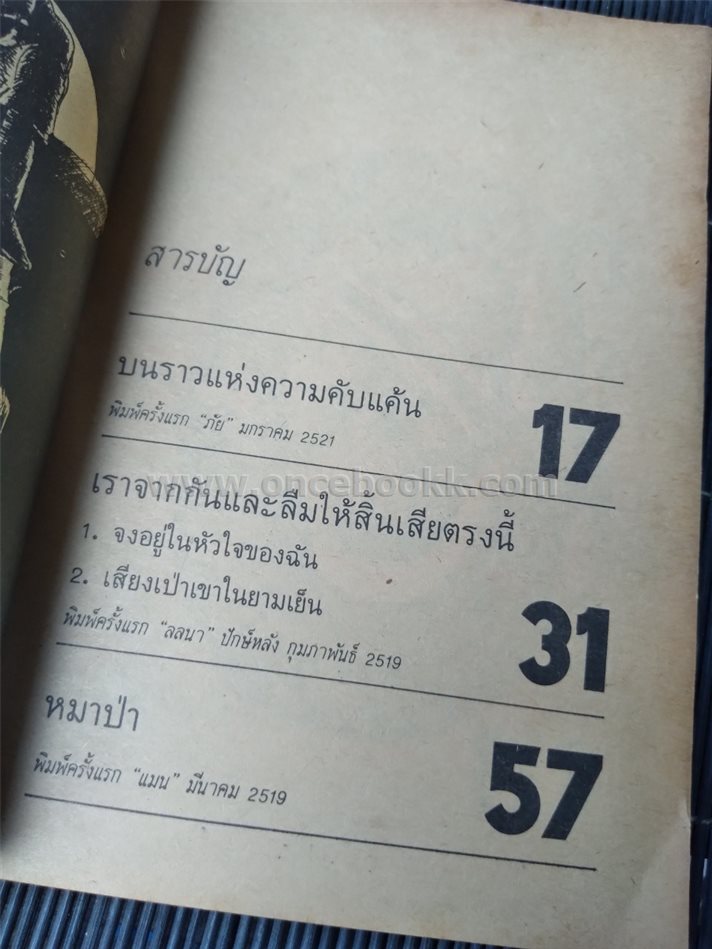 สารบัญ
บนราวแห่งความคับแค้น
17
พิมพ์ครั้งแรก "ภัย" มกราคม 2521
www.oncebookk.com
เราจากกันและลืมให้สิ้นเสียตรงนี้
1. จงอยู่ในหัวใจของฉัน
2. เสียงเป่าเขาในยามเย็น
31
พิมพ์ครั้งแรก "ลลนา" ปักษ์หลัง กุมภาพันธ์ 2519
หมาป่า
57
พิมพ์ครั้งแรก "แมน" มีนาคม 2519